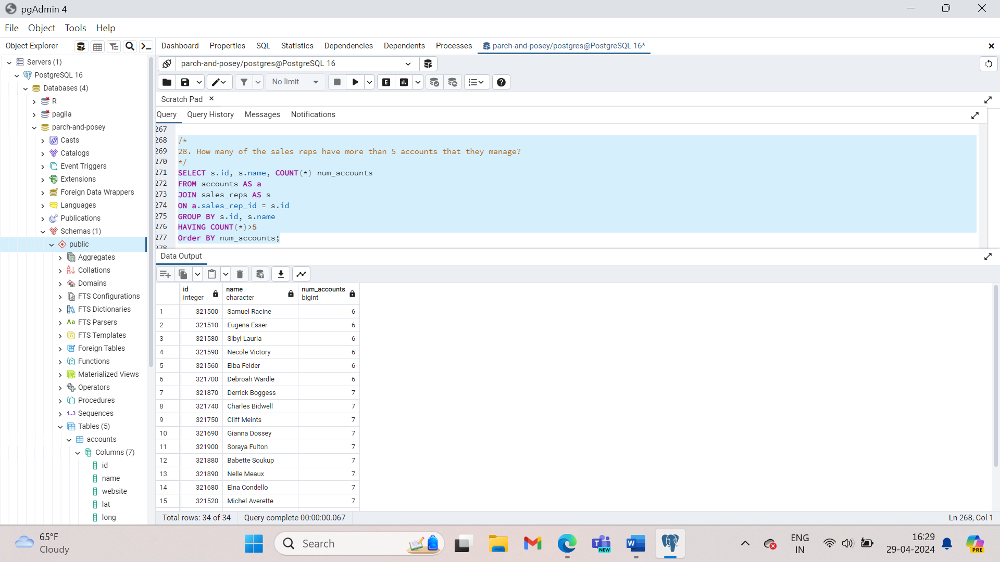 pgAdmin 4
File Object Tools Help
Object Explorer
Dashboard Properties SQL Statistics Dependencies Dependents Processes parch-and-posey/postgres@PostgreSQL 16*
parch-and-posey/postgres@PostgreSQL 16
No limit
E
Scratch Pad
Query Query History Messages Notifications
Servers (1)
PostgreSQL 16
Databases (4)
R
pagila
parch-and-posey
Casts
Catalogs
Event Triggers
Extensions
Foreign Data Wrappers
Languages
Publications
Schemas (1)
public
Aggregates
Collations
Domains
FTS Configurations
FTS Dictionaries
Aa FTS Parsers
FTS Templates
Foreign Tables
Functions
Materialized Views
Operators
Procedures
1..3 Sequences
Tables (5)
accounts
Columns (7)
id
name
website
lat
long
267
268 /*
269 28. How many of the sales reps have more than 5 accounts that they manage?
270 */
271 SELECT s.id, s.name, COUNT(*) num_accounts
272 FROM accounts AS a
273 JOIN sales_reps AS s
274 ON a.sales_rep_id = s.id
275 GROUP BY s.id, s.name
276 HAVING COUNT(*)>5
277 Order BY num_accounts;
278
Data Output
id name num_accounts
integer character bigint
1 321500 Samuel Racine 6
2 321510 Eugena Esser 6
3 321580 Sibyl Lauria 6
4 321590 Necole Victory 6
5 321560 Elba Felder 6
6 321700 Debroah Wardle 6
7 321870 Derrick Boggess 7
8 321740 Charles Bidwell 7
9 321750 Cliff Meints 7
10 321690 Gianna Dossey 7
11 321900 Soraya Fulton 7
12 321880 Babette Soukup 7
13 321890 Nelle Meaux 7
14 321680 Elna Condello 7
15 321520 Michel Averette 7
Total rows: 34 of 34 Query complete 00:00:00.067 Ln 268, Col 1
65°F
Cloudy
Search
NEW
W
ENG
IN
16:29
29-04-2024
PRE